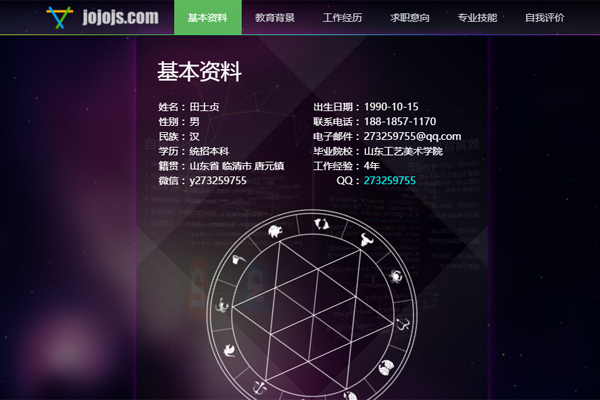 jojojs.com 基本资料 教育背景 工作经历 求职意向 专业技能 自我评价
基本资料
姓名：田士贞 出生日期：1990-10-15
性别：男 联系电话：188-1857-1170
民族：汉 电子邮件：273259755@qq.com
学历：统招本科 毕业院校：山东工艺美术学院
籍贯：山东省 临清市 唐元镇 工作经验：4年
微信：y273259755 QQ：273259755